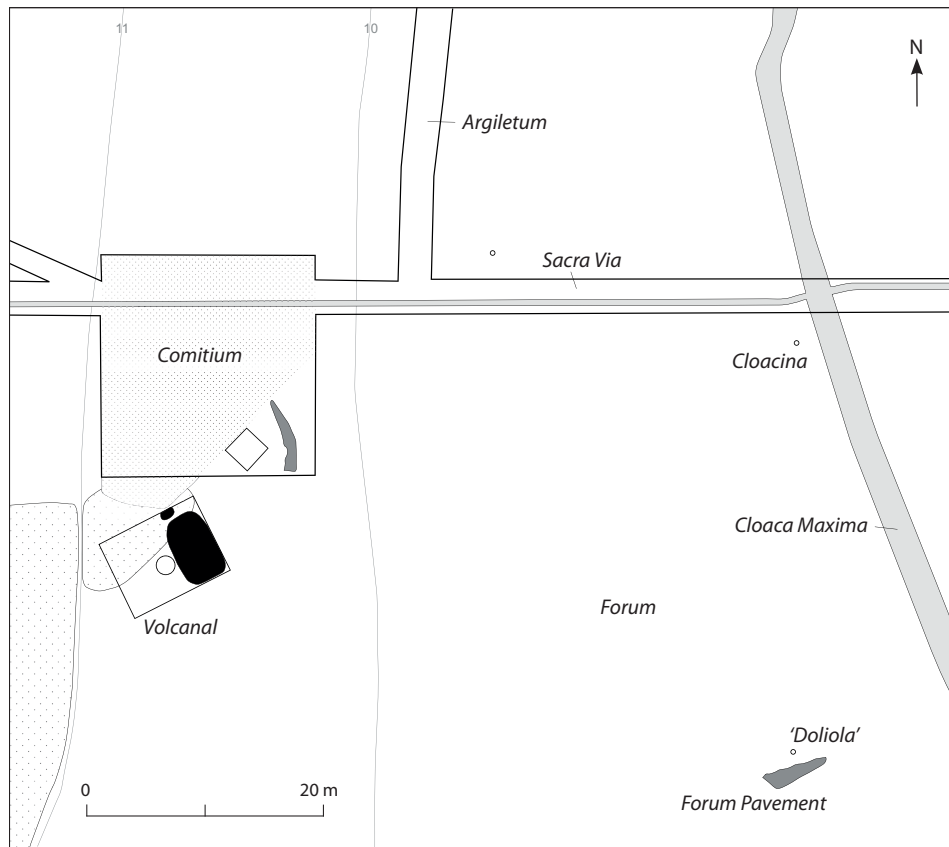 11
10
N
Argiletum
Sacra Via
Comitium
Cloacina
Cloaca Maxima
Forum
Volcanal
'Doliola'
0 20 m
Forum Pavement